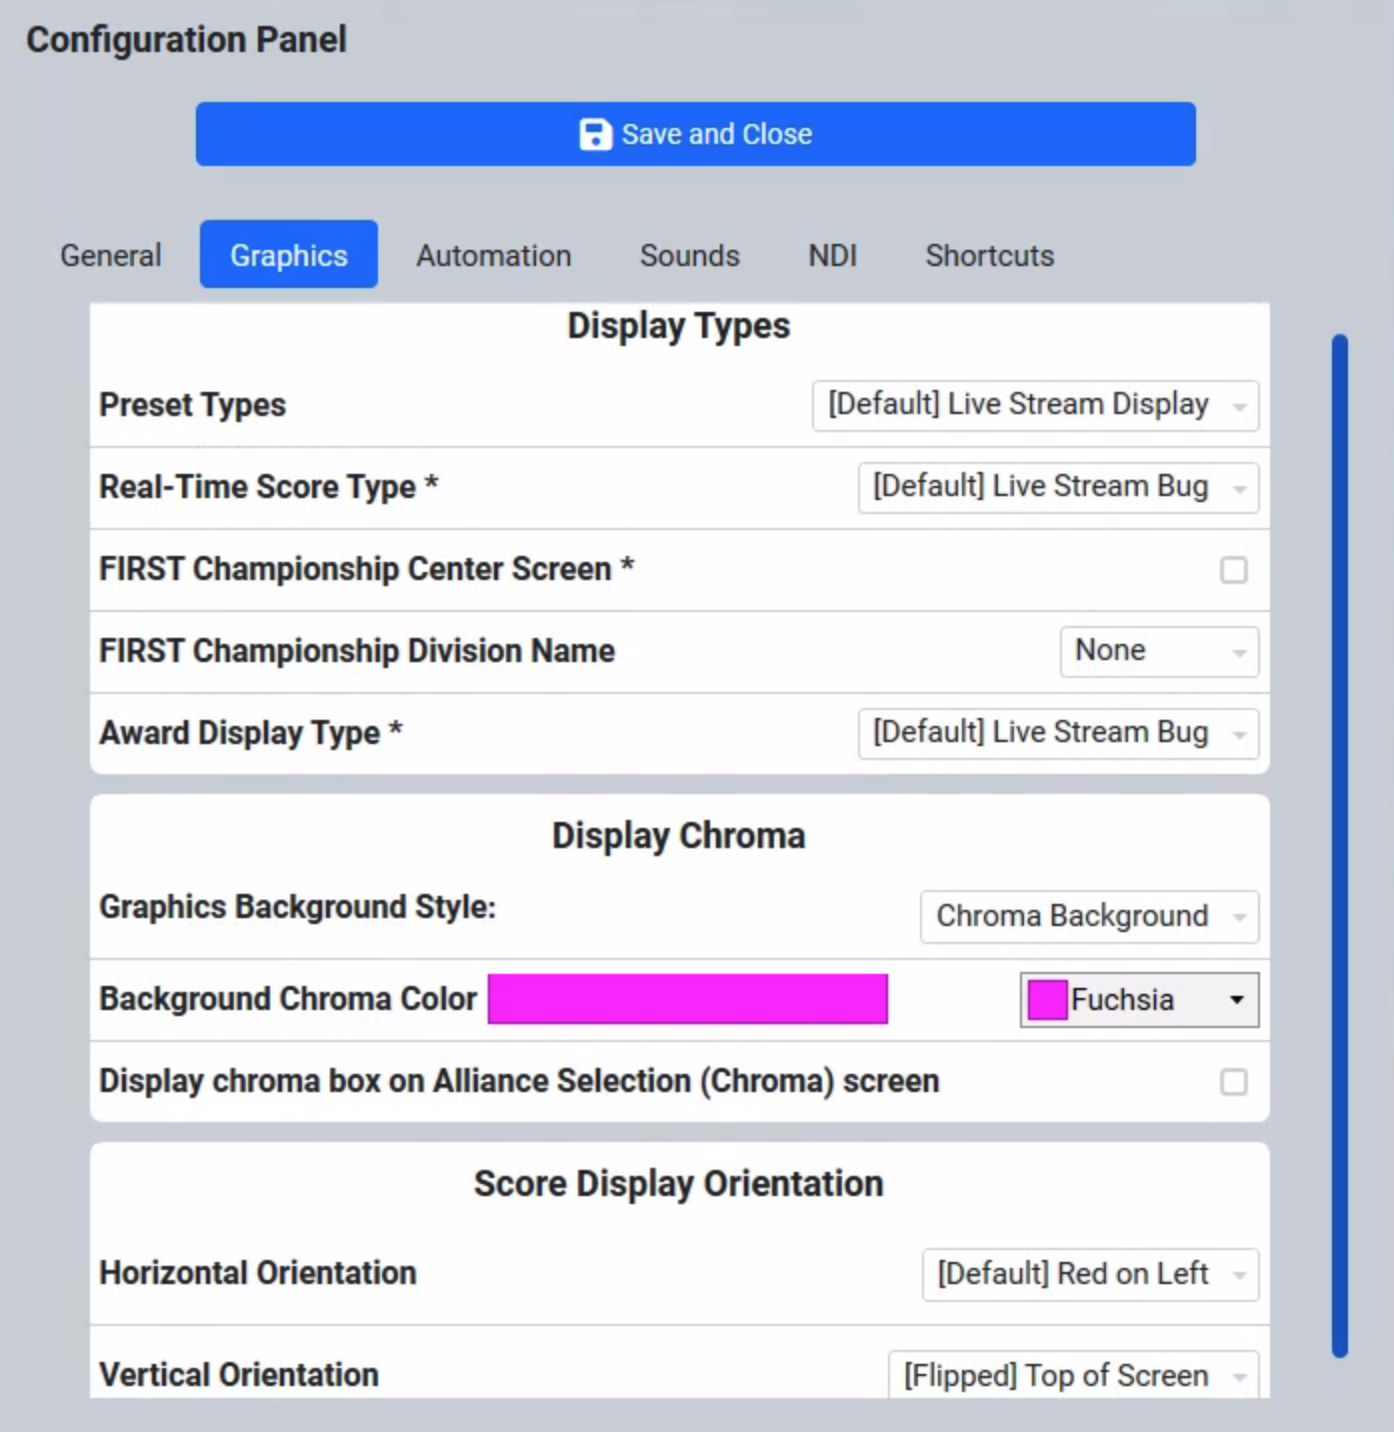 Configuration Panel
Save and Close
General Graphics Automation Sounds NDI Shortcuts
Display Types
Preset Types [Default] Live Stream Display
Real-Time Score Type * [Default] Live Stream Bug
FIRST Championship Center Screen *
FIRST Championship Division Name None
Award Display Type * [Default] Live Stream Bug
Display Chroma
Graphics Background Style: Chroma Background
Background Chroma Color Fuchsia
Display chroma box on Alliance Selection (Chroma) screen
Score Display Orientation
Horizontal Orientation [Default] Red on Left
Vertical Orientation [Flipped] Top of Screen